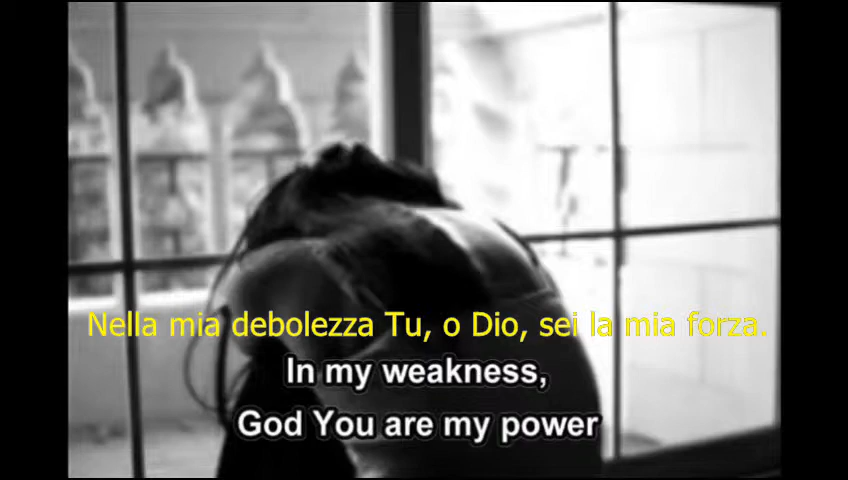 Nella mia debolezza Tu, o Dio, sei la mia forza.
In my weakness,
God You are my power